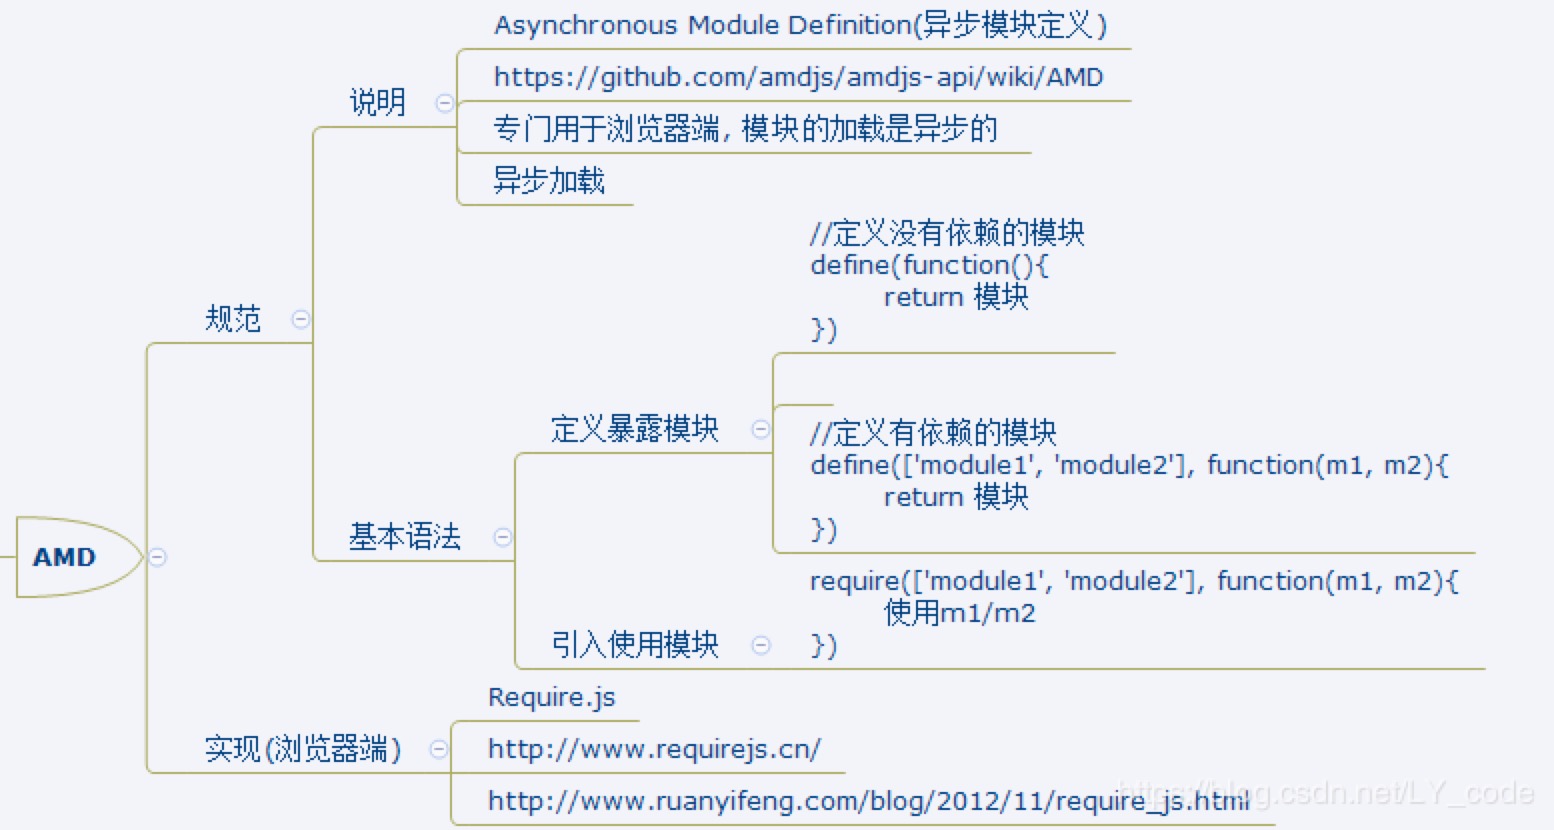 Asynchronous Module Definition(异步模块定义)
https://github.com/amdjs/amdjs-api/wiki/AMD
说明
专门用于浏览器端, 模块的加载是异步的
异步加载
规范
//定义没有依赖的模块
define(function(){
return 模块
})
定义暴露模块
//定义有依赖的模块
define(['module1', 'module2'], function(m1, m2){
return 模块
})
基本语法
AMD
require(['module1', 'module2'], function(m1, m2){
使用m1/m2
})
引入使用模块
Require.js
实现(浏览器端)
http://www.requirejs.cn/
http://www.ruanyifeng.com/blog/2012/11/require_js.html
https://blog.csdn.net/LY_code